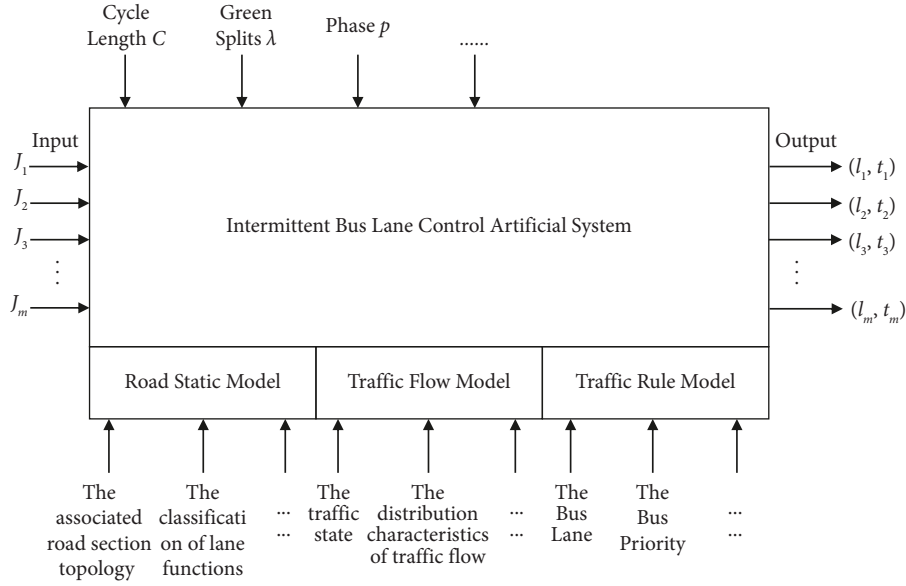 Cycle
Length C
Green
Splits λ
Phase p
......
Input
Output
J₁
(l₁, t₁)
J₂
(l₂, t₂)
Intermittent Bus Lane Control Artificial System
J₃
(l₃, t₃)
⋮
⋮
Jₘ
(lₘ, tₘ)
Road Static Model
Traffic Flow Model
Traffic Rule Model
The
associated
road section
topology
The
classificati
on of lane
functions
...
...
The
traffic
state
The
distribution
characteristics
of traffic flow
...
...
The
Bus
Lane
The
Bus
Priority
...
...